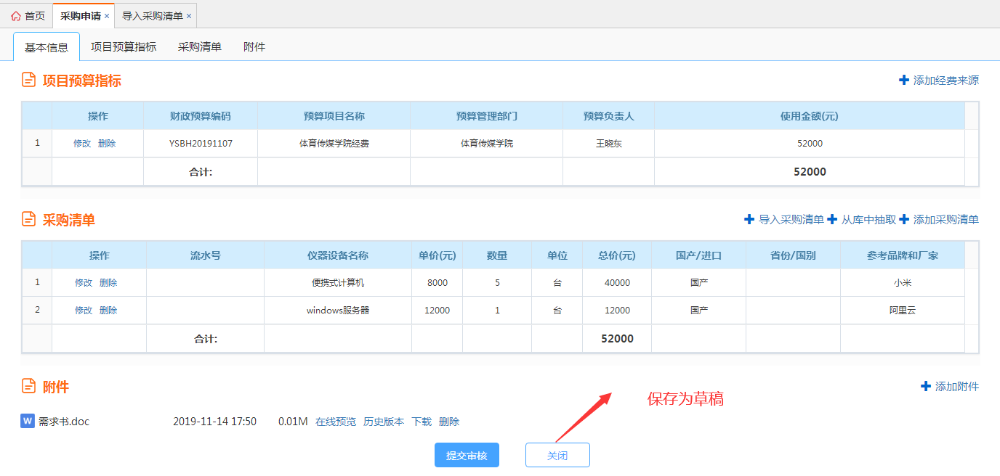 首页 采购申请 × 导入采购清单 ×
基本信息 项目预算指标 采购清单 附件
项目预算指标 添加经费来源
操作 财政预算编码 预算项目名称 预算管理部门 预算负责人 使用金额(元)
1 修改 删除 YSBH20191107 体育传媒学院经费 体育传媒学院 王晓东 52000
合计: 52000
采购清单 导入采购清单 从库中抽取 添加采购清单
操作 流水号 仪器设备名称 单价(元) 数量 单位 总价(元) 国产/进口 省份/国别 参考品牌和厂家
1 修改 删除 便携式计算机 8000 5 台 40000 国产 小米
2 修改 删除 windows服务器 12000 1 台 12000 国产 阿里云
合计: 52000
附件 添加附件
保存为草稿
W 需求书.doc 2019-11-14 17:50 0.01M 在线预览 历史版本 下载 删除
提交审核 关闭